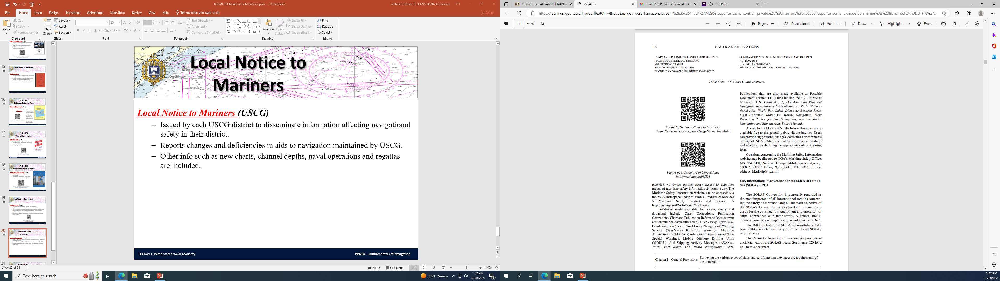 NN284-03-Nautical Publications.pptx - PowerPoint
Wilhelm, Robert G LT USN USNA Annapolis
File Home Insert Design Transitions Animations Slide Show Review View Help Tell me what you want to do
Share
Paste
Cut
Copy
Format Painter
Clipboard
New Slide
Layout
Reset
Section
Slides
20
Font
Text Direction
Align Text
Convert to SmartArt
Paragraph
Arrange
Quick Styles
Shape Fill
Shape Outline
Shape Effects
Drawing
Find
Replace
Select
Editing
15
Nautical Almanac
16
PUB. 151
Distances Between Ports
17
PUB. 150
World Port Index
18
PUB. 102
International Code of Signals
19
Notice to Mariners
20
Local Notice to
Mariners
21
Questions?
Local Notice to
Mariners
Local Notice to Mariners (USCG)
– Issued by each USCG district to disseminate information affecting navigational
safety in their district.
– Reports changes and deficiencies in aids to navigation maintained by USCG.
– Other info such as new charts, channel depths, naval operations and regattas
are included.
SEANAV I United States Naval Academy
NN284 – Fundamentals of Navigation
Slide 20 of 21
Notes
Comments
114%
Type here to search
38°F Sunny
1:42 PM
12/20/2022
References – ADVANCED NAVIG
2774295
Fwd: MGSP: End-of-Semester At
HBOMax
https://learn-us-gov-west-1-prod-fleet01-xythos.s3.us-gov-west-1.amazonaws.com/62b35cd514724/2774295?response-cache-control=private%2C%20max-age%3D10800&response-content-disposition=inline%3B%20filename%2A%3DUTF-8%27...
123 of 789
Page view
Read aloud
Add text
Draw
Highlight
Erase
109
NAUTICAL PUBLICATIONS
COMMANDER, EIGHTH COAST GUARD DISTRICT
HALE BOGGS FEDERAL BUILDING
500 POYDRAS STREET
NEW ORLEANS, LA 70130-3330
PHONE: DAY 504-671-2118, NIGHT 504-589-6225
COMMANDER, SEVENTEENTH COAST GUARD DISTRICT
P.O. BOX 25517
JUNEAU, AK 99802-5517
PHONE: DAY 907-463-2269, NIGHT 907-463-2000
Table 622a. U.S. Coast Guard Districts.
Figure 622b. Local Notice to Mariners.
https://www.navcen.uscg.gov/?pageName=lnmMain
Figure 623. Summary of Corrections.
https://msi.nga.mil/NTM
provides worldwide remote query access to extensive
menus of maritime safety information 24 hours a day. The
Maritime Safety Information website can be accessed via
the NGA Homepage under Mission > Products & Services
> Maritime Safety Products and Services >
http://msi.nga.mil/NGAPortal/MSI.portal.
Databases made available for access, query and
download include Chart Corrections, Publication
Corrections, Chart and Publication Reference Data (current
edition number, dates, title, scale), NGA List of Lights, U.S.
Coast Guard Light Lists, World Wide Navigational Warning
Service (WWNWS) Broadcast Warnings, Maritime
Administration (MARAD) Advisories, Department of State
Special Warnings, Mobile Offshore Drilling Units
(MODUs), Anti-Shipping Activity Messages (ASAMs),
World Port Index, and Radio Navigational Aids.
Publications that are also made available as Portable
Document Format (PDF) files include the U.S. Notice to
Mariners, U.S. Chart No. 1, The American Practical
Navigator, International Code of Signals, Radio Naviga-
tional Aids, World Port Index, Distances Between Ports,
Sight Reduction Tables for Marine Navigation, Sight
Reduction Tables for Air Navigation, and the Radar
Navigation and Maneuvering Board Manual.
Access to the Maritime Safety Information website is
available free to the general public via the internet. Users
can provide suggestions, changes, corrections or comments
on any of NGA's Maritime Safety Information products
and services by submitting the appropriate online reporting
form.
Questions concerning the Maritime Safety Information
website may be directed to NGA's Maritime Safety Office,
MS N64 SFH, National Geospatial-Intelligence Agency,
7500 GEOINT Drive, Springfield, VA, 22150. Email
address: MarHelp@nga.mil.
625. International Convention for the Safety of Life at
Sea (SOLAS), 1974
The SOLAS Convention is generally regarded as
the most important of all international treaties concern-
ing the safety of merchant ships. The main objective of
the SOLAS Convention is to specify minimum stan-
dards for the construction, equipment and operation of
ships, compatible with their safety. A general break-
down of convention chapters are provided in Table 625.
The IMO publishes the SOLAS (Consolidated Edi-
tion, 2014), which is an easy reference to all SOLAS
requirements.
The Centre for International Law website provides an
unofficial text of the SOLAS treaty. See Figure 625 for a
link to this document.
Chapter I - General Provisions
Surveying the various types of ships and certifying that they meet the requirements of
the convention.
1:42 PM
12/20/2022